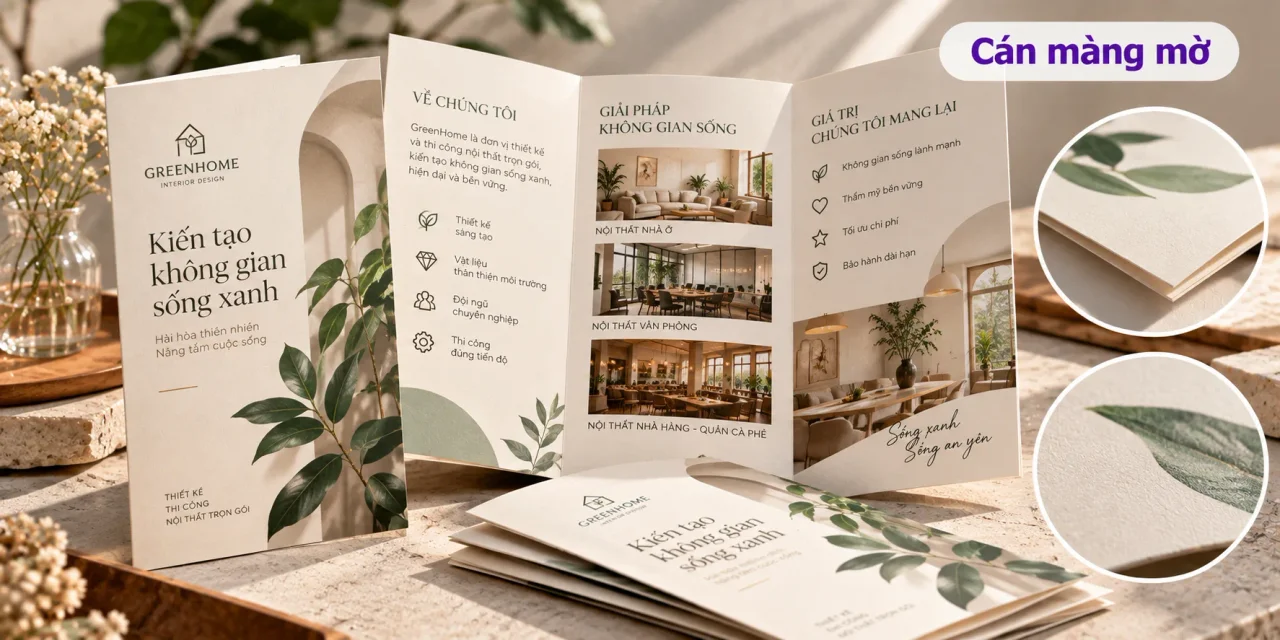 Cán màng mờ
GREENHOME
INTERIOR DESIGN
Kiến tạo
không gian
sống xanh
Hài hòa thiên nhiên
Nâng tầm cuộc sống
THIẾT KẾ
THI CÔNG
NỘI THẤT TRỌN GÓI
VỀ CHÚNG TÔI
GreenHome là đơn vị thiết kế
và thi công nội thất trọn gói,
kiến tạo không gian sống xanh,
hiện đại và bền vững.
Thiết kế
sáng tạo
Vật liệu
thân thiện môi trường
Đội ngũ
chuyên nghiệp
Thi công
đúng tiến độ
GIẢI PHÁP
KHÔNG GIAN SỐNG
NỘI THẤT NHÀ Ở
NỘI THẤT VĂN PHÒNG
NỘI THẤT NHÀ HÀNG - QUÁN CÀ PHÊ
GIÁ TRỊ
CHÚNG TÔI MANG LẠI
Không gian sống lành mạnh
Thẩm mỹ bền vững
Tối ưu chi phí
Bảo hành dài hạn
Sống xanh
Sống an yên
GREENHOME
Kiến tạo
không gian
sống xanh